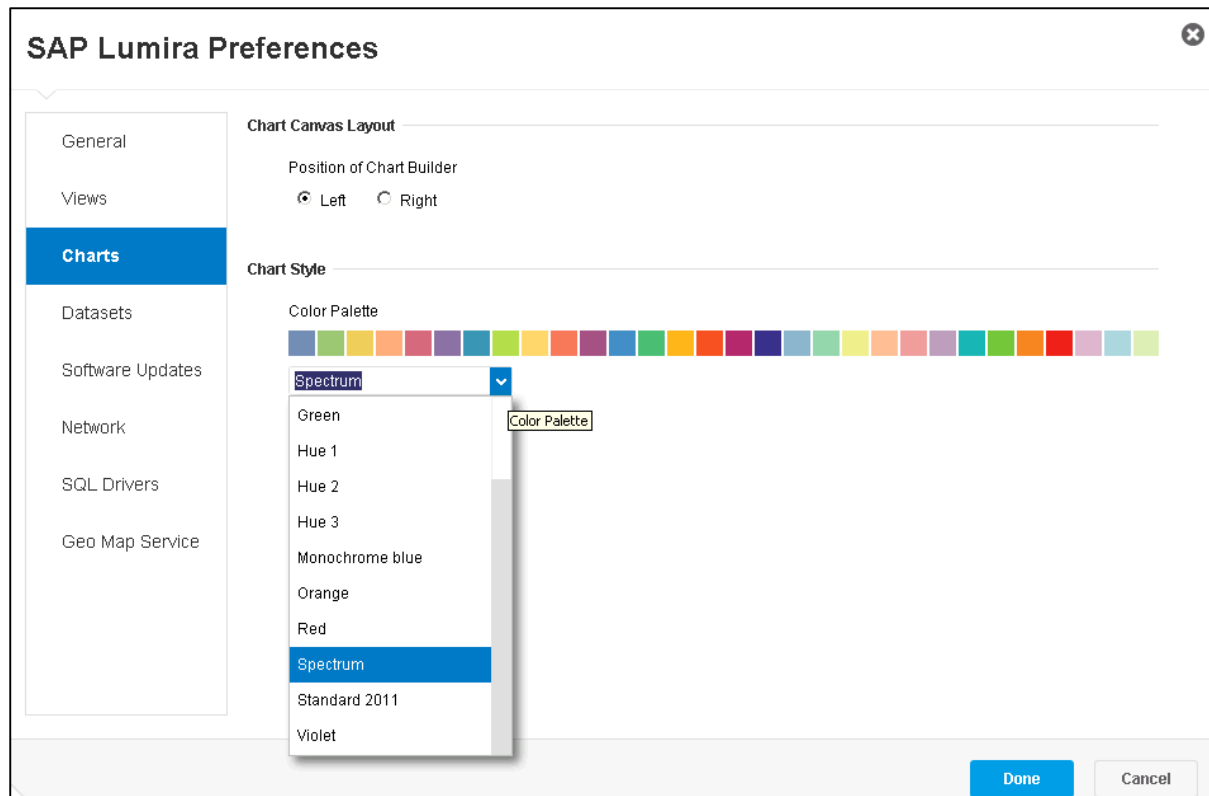 SAP Lumira Preferences
General
Views
Charts
Datasets
Software Updates
Network
SQL Drivers
Geo Map Service
Chart Canvas Layout
Position of Chart Builder
Left Right
Chart Style
Color Palette
Spectrum
Color Palette
Green
Hue 1
Hue 2
Hue 3
Monochrome blue
Orange
Red
Spectrum
Standard 2011
Violet
Done Cancel